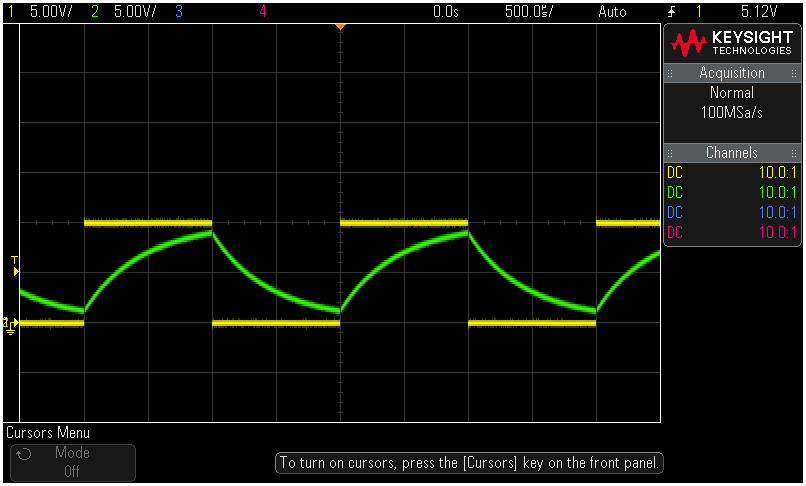 1 5.00V/ 2 5.00V/ 3 4 0.0s 500.0㎲/ Auto 1 5.12V
KEYSIGHT
TECHNOLOGIES
Acquisition
Normal
100MSa/s
Channels
DC 10.0:1
DC 10.0:1
DC 10.0:1
DC 10.0:1
T
Cursors Menu
Mode
Off
To turn on cursors, press the [Cursors] key on the front panel.